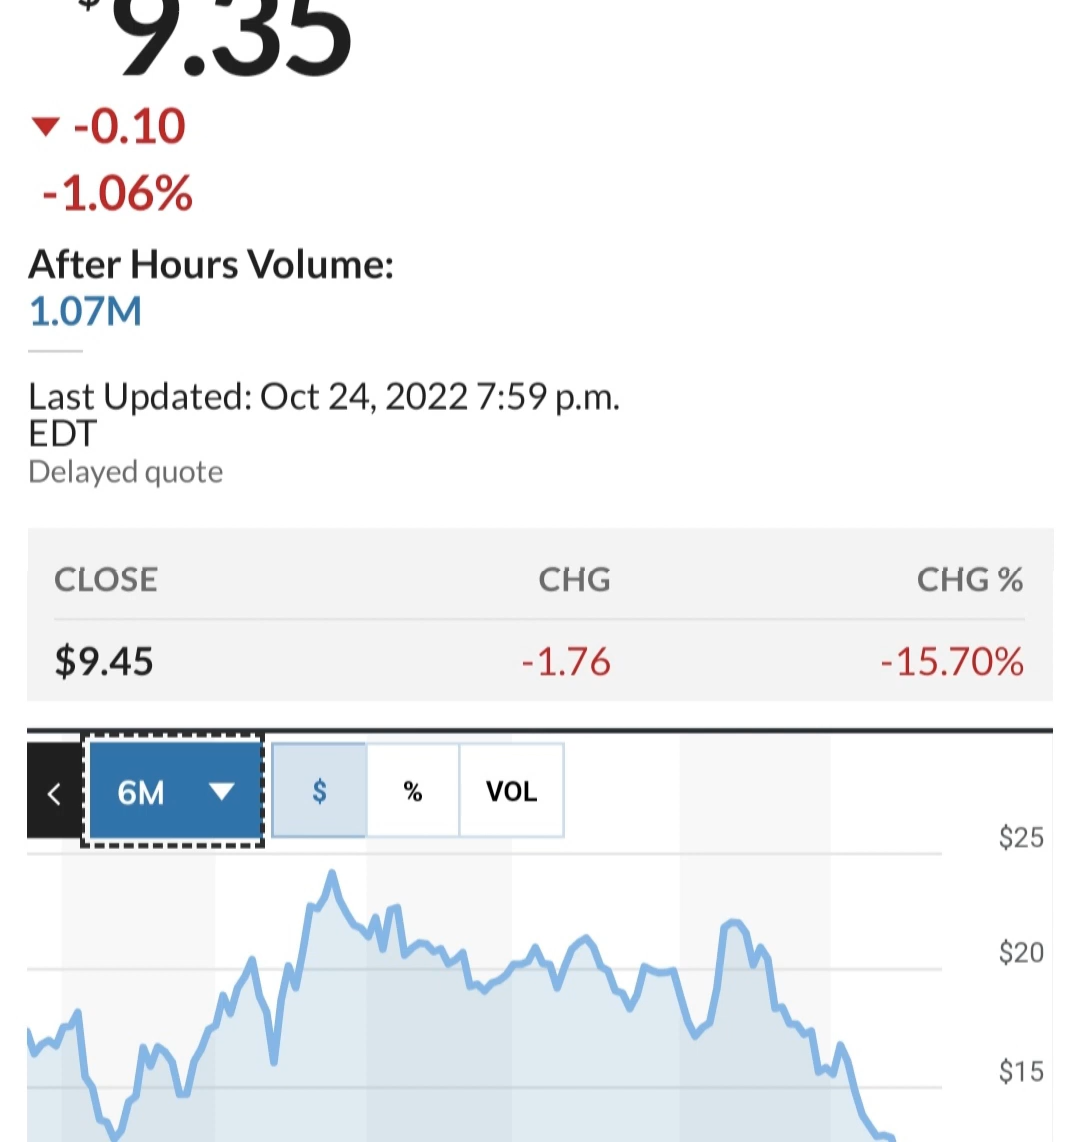 $9.35
-0.10
-1.06%
After Hours Volume:
1.07M
Last Updated: Oct 24, 2022 7:59 p.m.
EDT
Delayed quote
CLOSE CHG CHG %
$9.45 -1.76 -15.70%
6M $ % VOL
$25
$20
$15